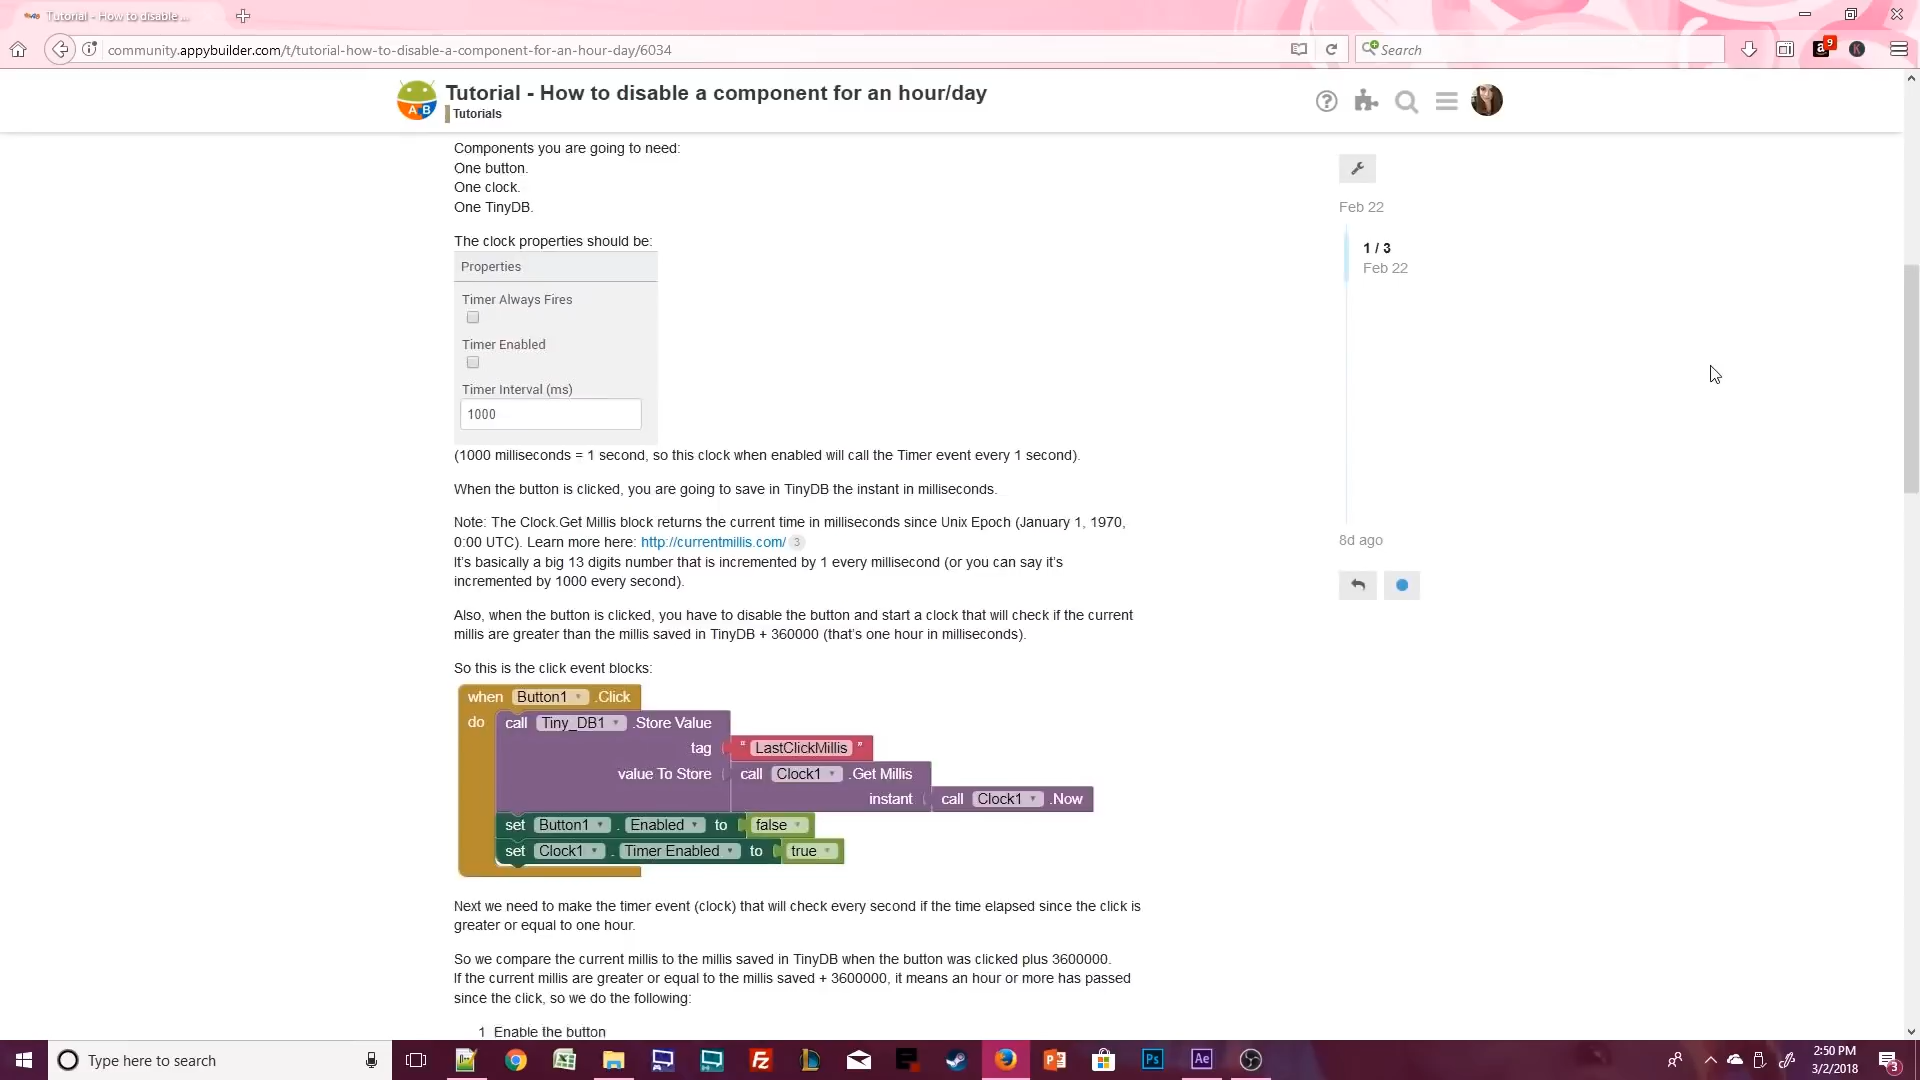 Tutorial - How to disable ...
community.appybuilder.com/t/tutorial-how-to-disable-a-component-for-an-hour-day/6034
Search
9
Tutorial - How to disable a component for an hour/day
Tutorials
Components you are going to need:
One button.
One clock.
One TinyDB.
The clock properties should be:
Properties
Timer Always Fires
Timer Enabled
Timer Interval (ms)
1000
(1000 milliseconds = 1 second, so this clock when enabled will call the Timer event every 1 second).
When the button is clicked, you are going to save in TinyDB the instant in milliseconds.
Note: The Clock.Get Millis block returns the current time in milliseconds since Unix Epoch (January 1, 1970,
0:00 UTC). Learn more here: http://currentmillis.com/ 3
It's basically a big 13 digits number that is incremented by 1 every millisecond (or you can say it's
incremented by 1000 every second).
Also, when the button is clicked, you have to disable the button and start a clock that will check if the current
millis are greater than the millis saved in TinyDB + 360000 (that's one hour in milliseconds).
So this is the click event blocks:
when Button1 .Click
do call Tiny_DB1 .Store Value
tag " LastClickMillis "
value To Store call Clock1 .Get Millis
instant call Clock1 .Now
set Button1 . Enabled to false
set Clock1 . Timer Enabled to true
Next we need to make the timer event (clock) that will check every second if the time elapsed since the click is
greater or equal to one hour.
So we compare the current millis to the millis saved in TinyDB when the button was clicked plus 3600000.
If the current millis are greater or equal to the millis saved + 3600000, it means an hour or more has passed
since the click, so we do the following:
1 Enable the button
Feb 22
1 / 3
Feb 22
8d ago
Type here to search
2:50 PM
3/2/2018
3